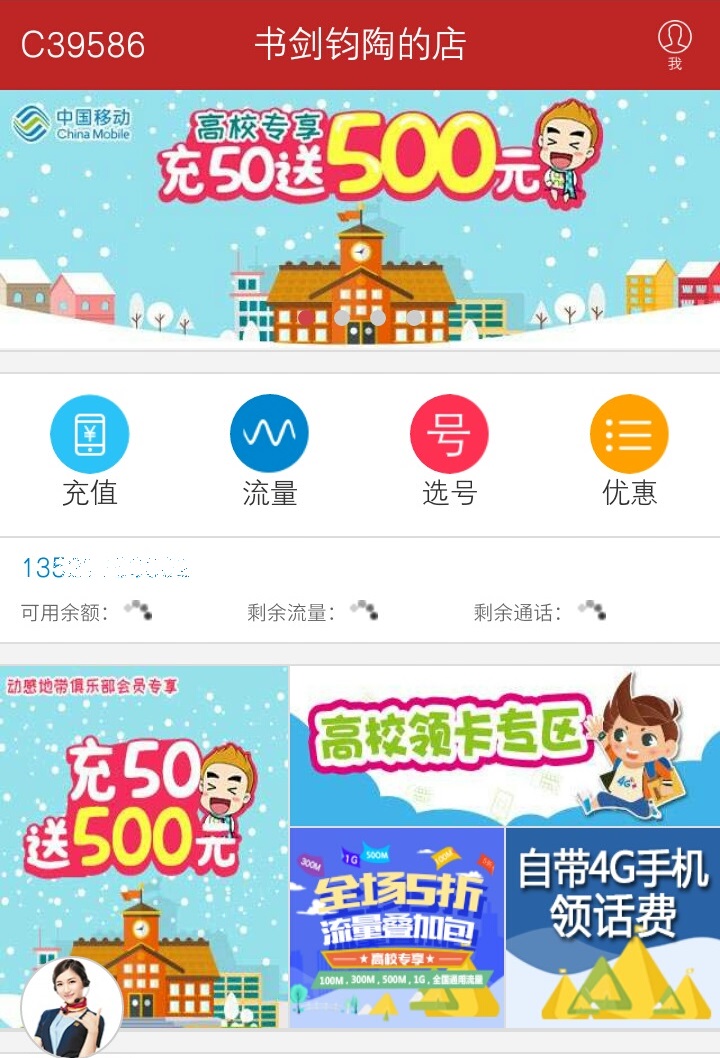 C39586
书剑钧陶的店
我
中国移动
China Mobile
高校专享
充50送500元
充值
流量
号
选号
优惠
135
可用余额：
剩余流量：
剩余通话：
动感地带俱乐部会员专享
充50
送500元
高校领卡专区
4G+
300M
1G
500M
全场5折
流量叠加包
★高校专享★
100M，300M，500M，1G，全国通用流量
自带4G手机
领话费